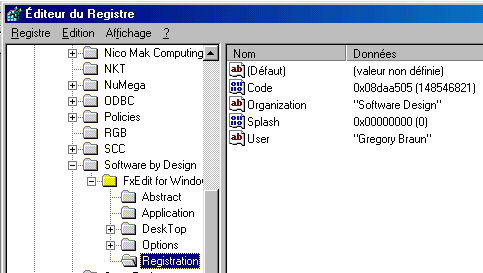 Éditeur du Registre
Registre Edition Affichage ?
Nico Mak Computing
NKT
NuMega
ODBC
Policies
RGB
SCC
Software by Design
FxEdit for Window
Abstract
Application
DeskTop
Options
Registration
Nom Données
(Défaut) (valeur non définie)
Code 0x08daa505 (148546821)
Organization "Software Design"
Splash 0x00000000 (0)
User "Gregory Braun"